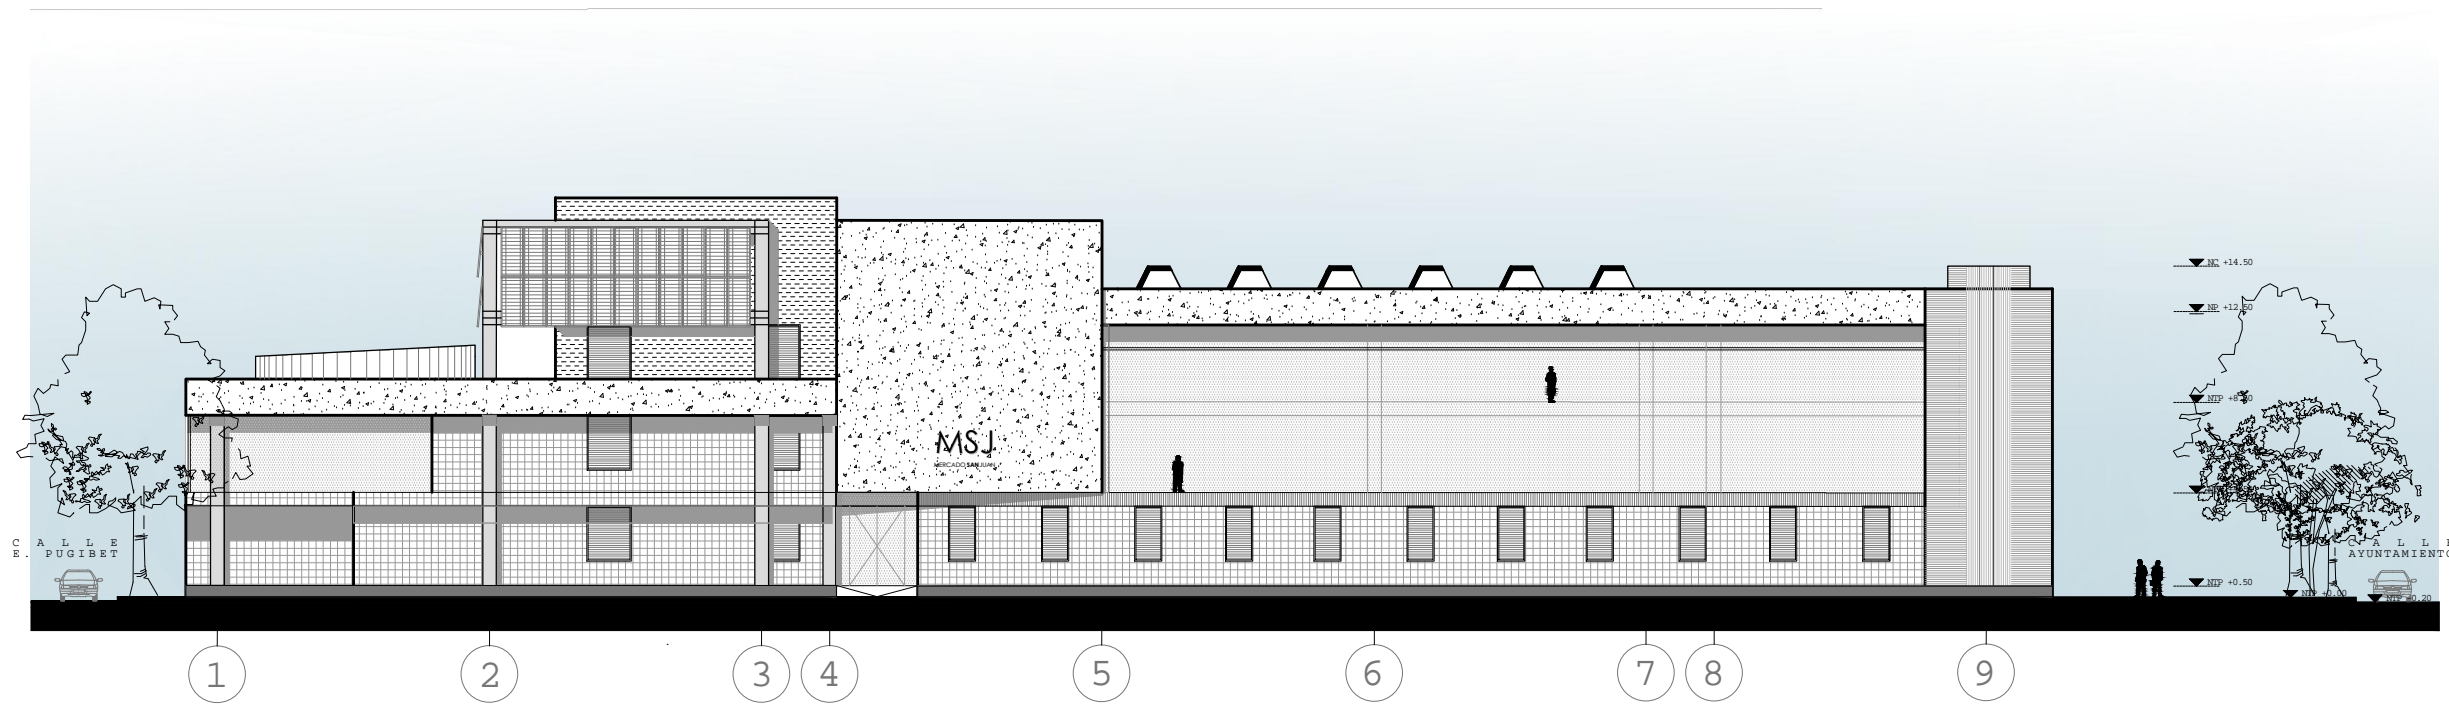 NC +14.50
NP +12.50
NTP +8.50
MSJ
MERCADO SAN JUAN
C A L L E
E. PUGIBET
C A L L E
AYUNTAMIENTO
NTP +0.50
NTP +0.00
1
2
3
4
5
6
7
8
9